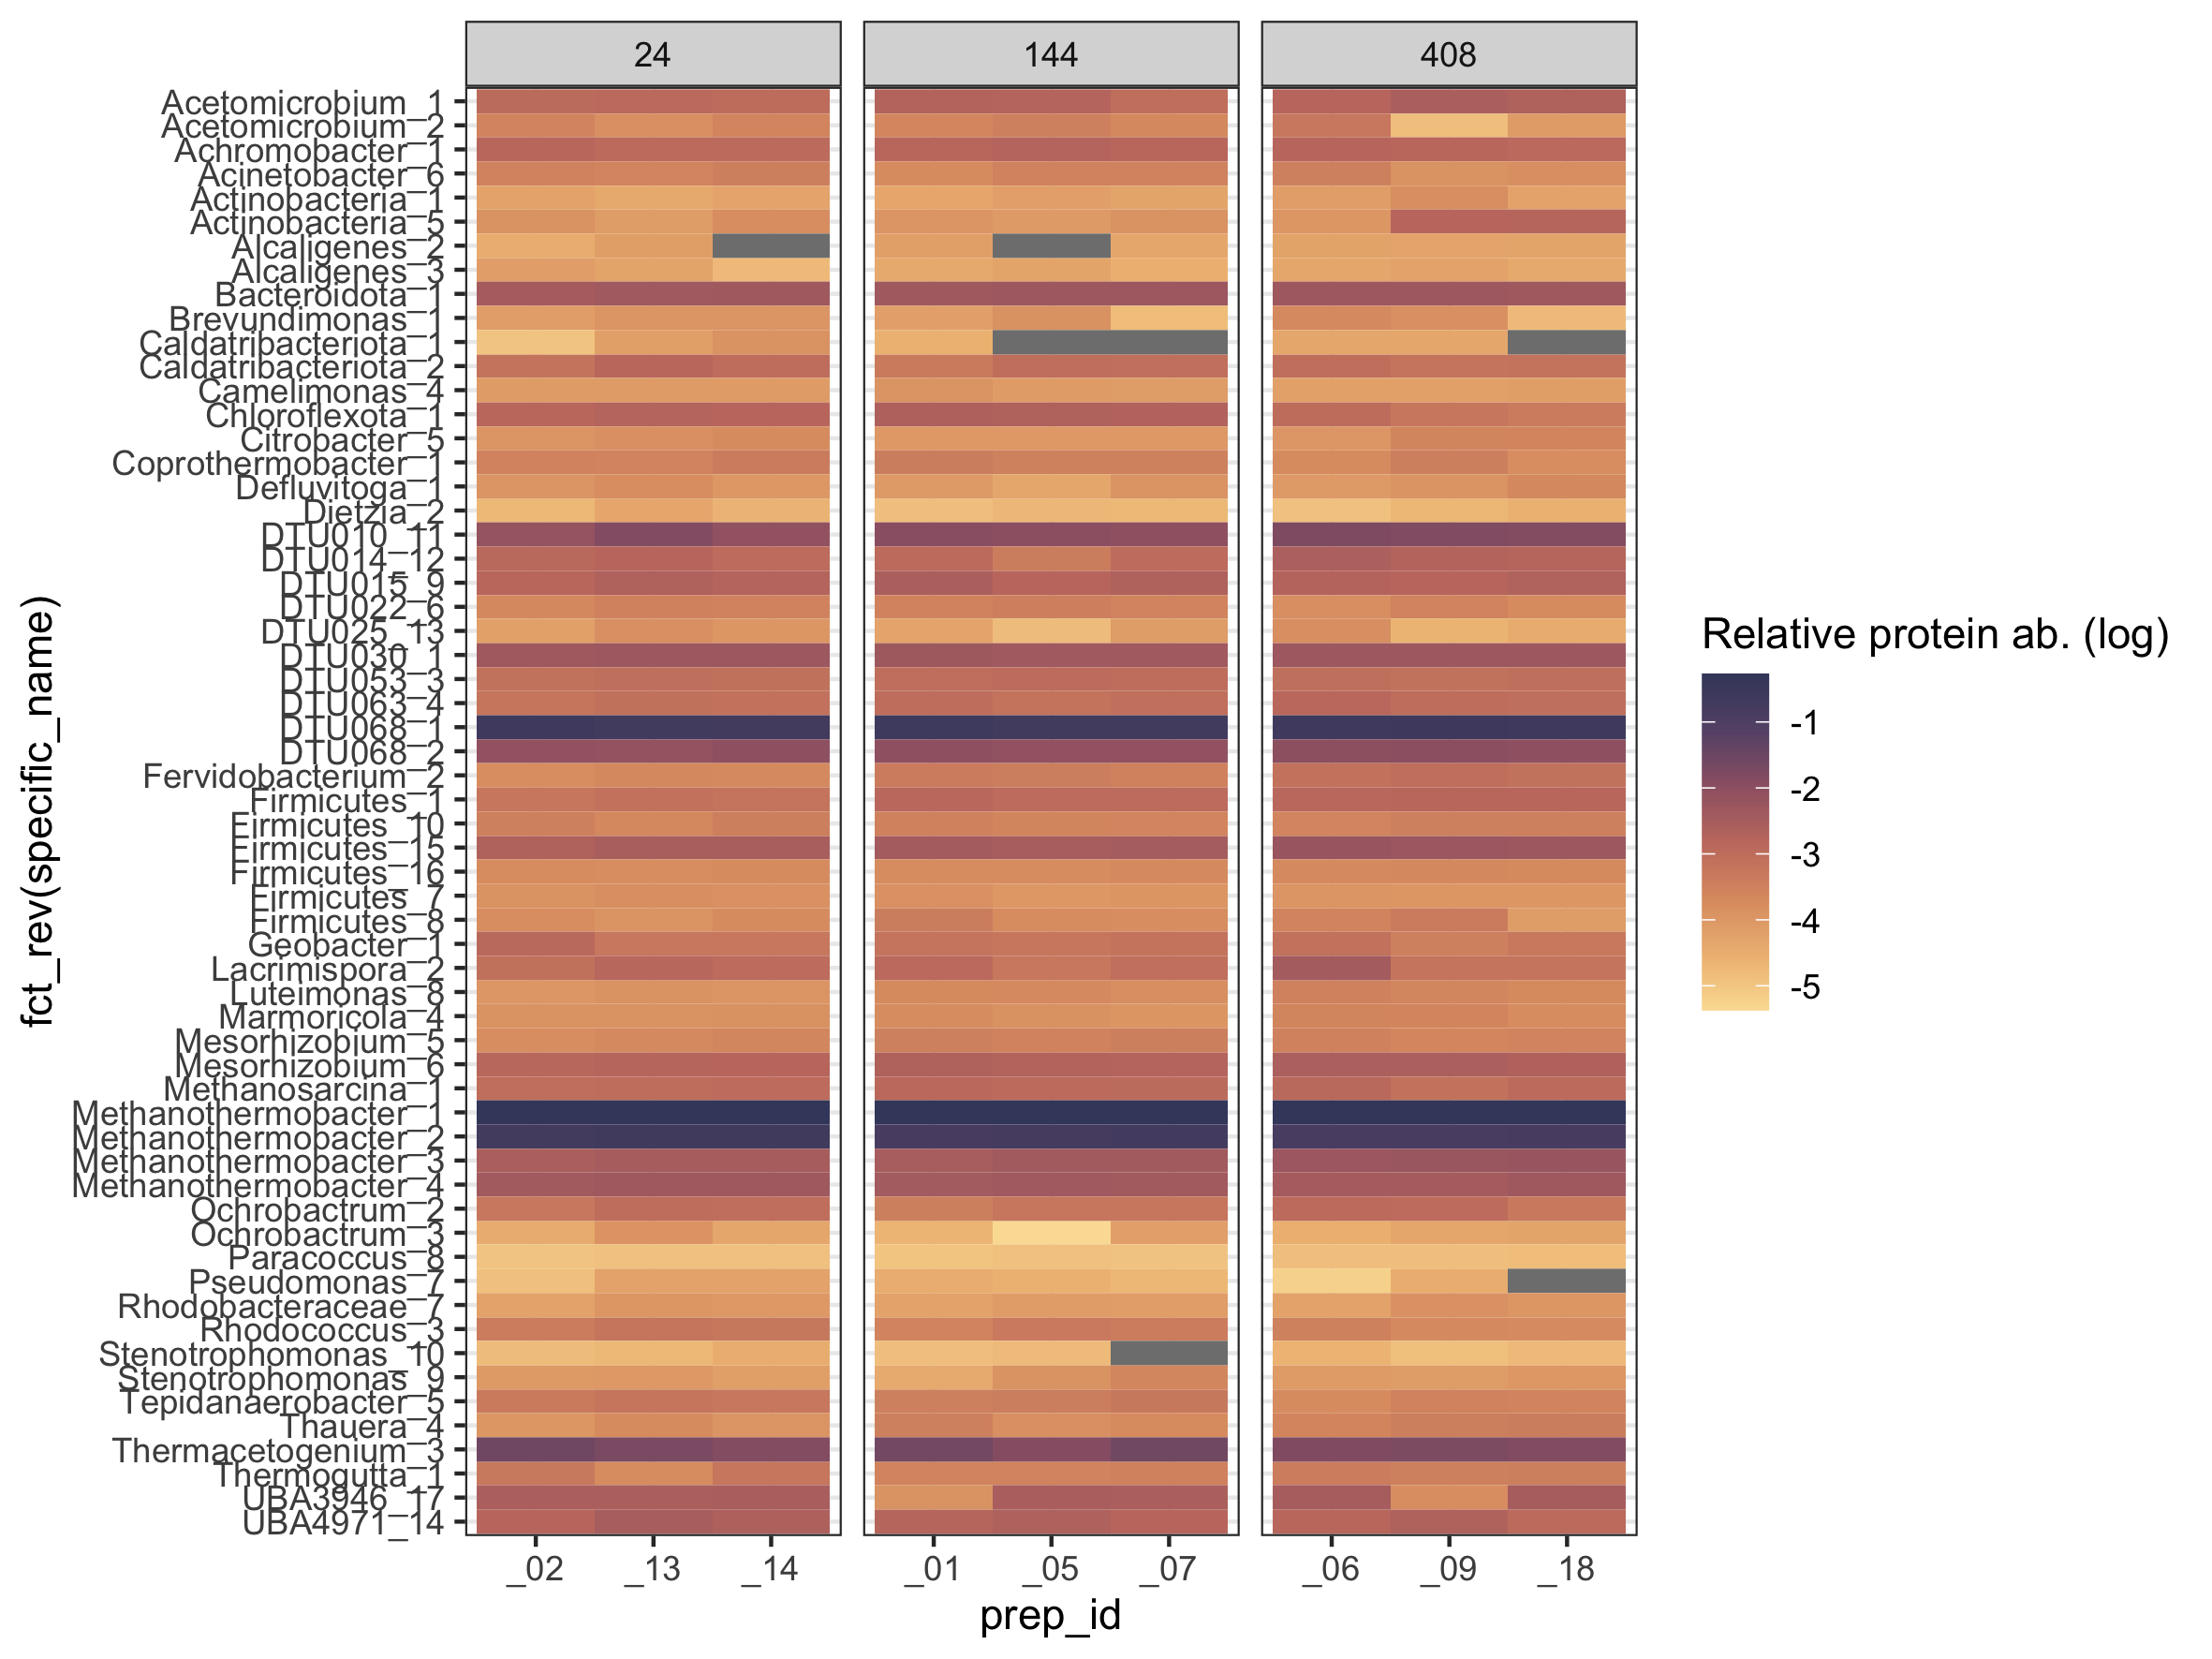 24
144
408
Acetomicrobium_1
Acetomicrobium_2
Achromobacter_1
Acinetobacter_6
Actinobacteria_1
Actinobacteria_5
Alcaligenes_2
Alcaligenes_3
Bacteroidota_1
Brevundimonas_1
Caldatribacteriota_1
Caldatribacteriota_2
Camelimonas_4
Chloroflexota_1
Citrobacter_5
Coprothermobacter_1
Defluvitoga_1
Dietzia_2
DTU010_11
DTU014_12
DTU015_9
DTU022_6
DTU025_13
DTU030_1
DTU053_3
DTU063_4
DTU068_1
DTU068_2
Fervidobacterium_2
Firmicutes_1
Firmicutes_10
Firmicutes_15
Firmicutes_16
Firmicutes_7
Firmicutes_8
Geobacter_1
Lacrimispora_2
Luteimonas_8
Marmoricola_4
Mesorhizobium_5
Mesorhizobium_6
Methanosarcina_1
Methanothermobacter_1
Methanothermobacter_2
Methanothermobacter_3
Methanothermobacter_4
Ochrobactrum_2
Ochrobactrum_3
Paracoccus_8
Pseudomonas_7
Rhodobacteraceae_7
Rhodococcus_3
Stenotrophomonas_10
Stenotrophomonas_9
Tepidanaerobacter_5
Thauera_4
Thermacetogenium_3
Thermogutta_1
UBA3946_17
UBA4971_14
fct_rev(specific_name)
_02
_13
_14
_01
_05
_07
_06
_09
_18
prep_id
Relative protein ab. (log)
-1
-2
-3
-4
-5